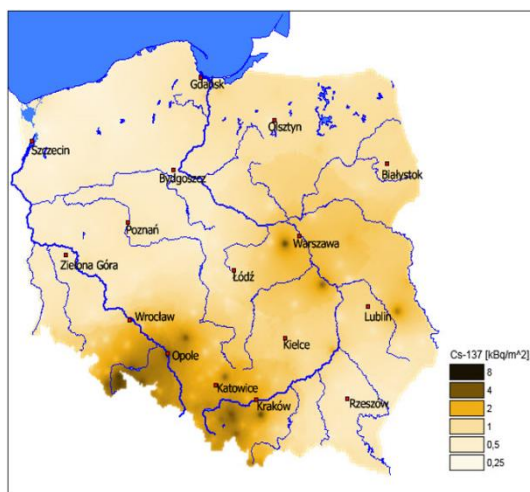 Gdańsk
Olsztyn
Szczecin
Białystok
Bydgoszcz
Poznań
Warszawa
Zielona Góra
Łódź
Lublin
Wrocław
Kielce
Opole
Katowice
Kraków
Rzeszów
Cs-137 [kBq/m^2]
8
4
2
1
0,5
0,25